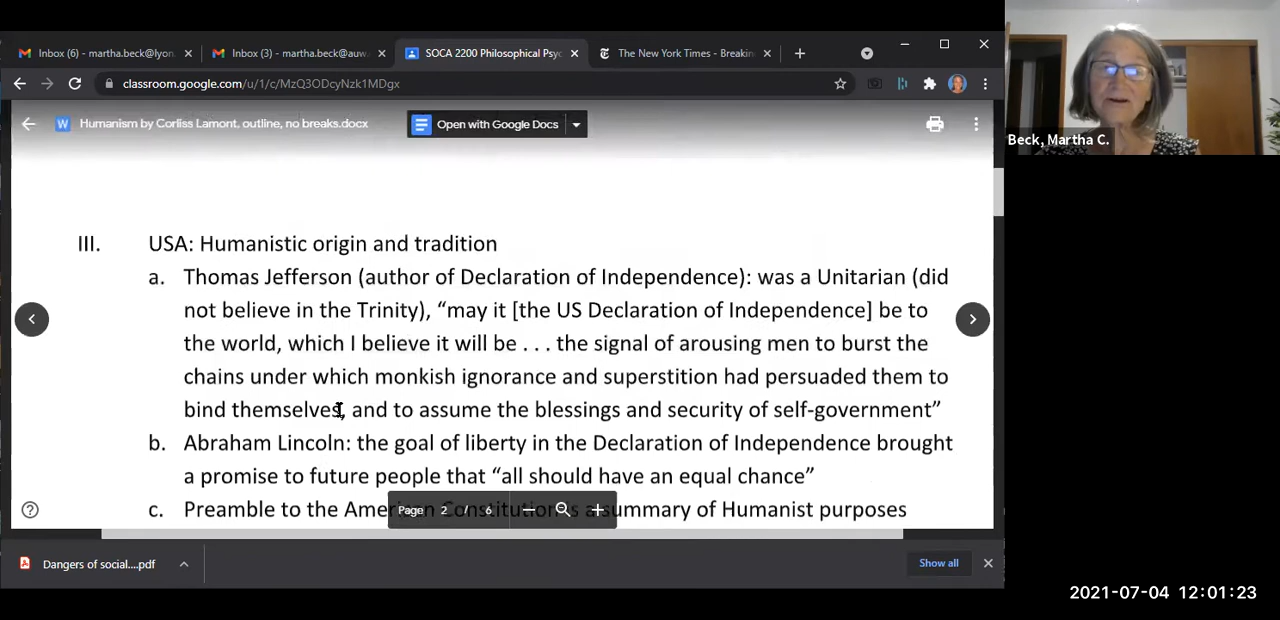 Inbox (6) - martha.beck@lyon.
Inbox (3) - martha.beck@auw
SOCA 2200 Philosophical Psyc
The New York Times - Breakin
classroom.google.com/u/1/c/MzQ3ODcyNzk1MDgx
Humanism by Corliss Lamont. outline, no breaks.docx
Open with Google Docs
Beck, Martha C.
III. USA: Humanistic origin and tradition
a. Thomas Jefferson (author of Declaration of Independence): was a Unitarian (did
not believe in the Trinity), “may it [the US Declaration of Independence] be to
the world, which I believe it will be . . . the signal of arousing men to burst the
chains under which monkish ignorance and superstition had persuaded them to
bind themselves, and to assume the blessings and security of self-government”
b. Abraham Lincoln: the goal of liberty in the Declaration of Independence brought
a promise to future people that “all should have an equal chance”
c. Preamble to the American Constitution is a summary of Humanist purposes
Page 2 / 6
Dangers of social....pdf
Show all
2021-07-04 12:01:23